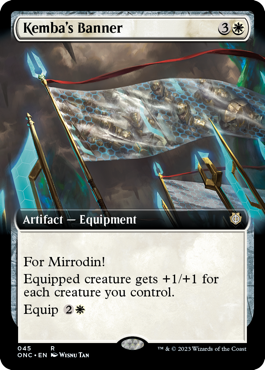 Kemba's Banner 3
Artifact — Equipment
For Mirrodin!
Equipped creature gets +1/+1 for
each creature you control.
Equip 2
045 R
ONC • EN Wisnu Tan ™ & © 2023 Wizards of the Coast